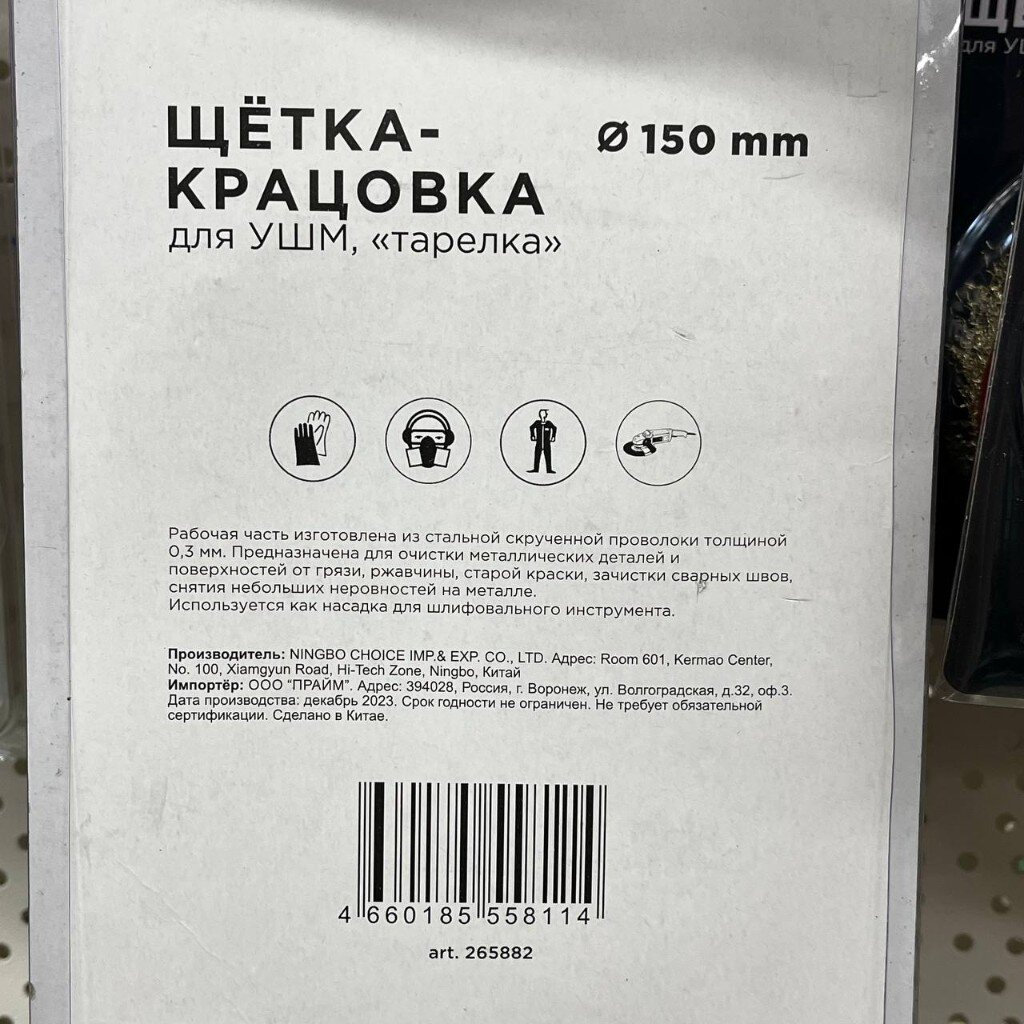 ЩЁТКА-
КРАЦОВКА
для УШМ, «тарелка»
Ø 150 mm
Рабочая часть изготовлена из стальной скрученной проволоки толщиной
0,3 мм. Предназначена для очистки металлических деталей и
поверхностей от грязи, ржавчины, старой краски, зачистки сварных швов,
снятия небольших неровностей на металле.
Используется как насадка для шлифовального инструмента.
Производитель: NINGBO CHOICE IMP.& EXP. CO., LTD. Адрес: Room 601, Kermao Center,
No. 100, Xiamgyun Road, Hi-Tech Zone, Ningbo, Китай
Импортёр: ООО "ПРАЙМ". Адрес: 394028, Россия, г. Воронеж, ул. Волгоградская, д.32, оф.3.
Дата производства: декабрь 2023. Срок годности не ограничен. Не требует обязательной
сертификации. Сделано в Китае.
4 660185 558114
art. 265882
для